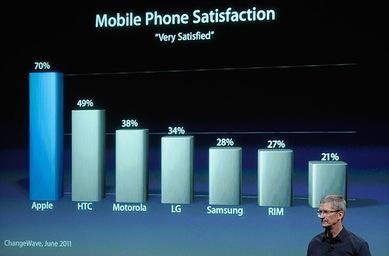 Mobile Phone Satisfaction
"Very Satisfied"
70%
49%
38%
34%
28%
27%
21%
Apple
HTC
Motorola
LG
Samsung
RIM
ChangeWave, June 2011